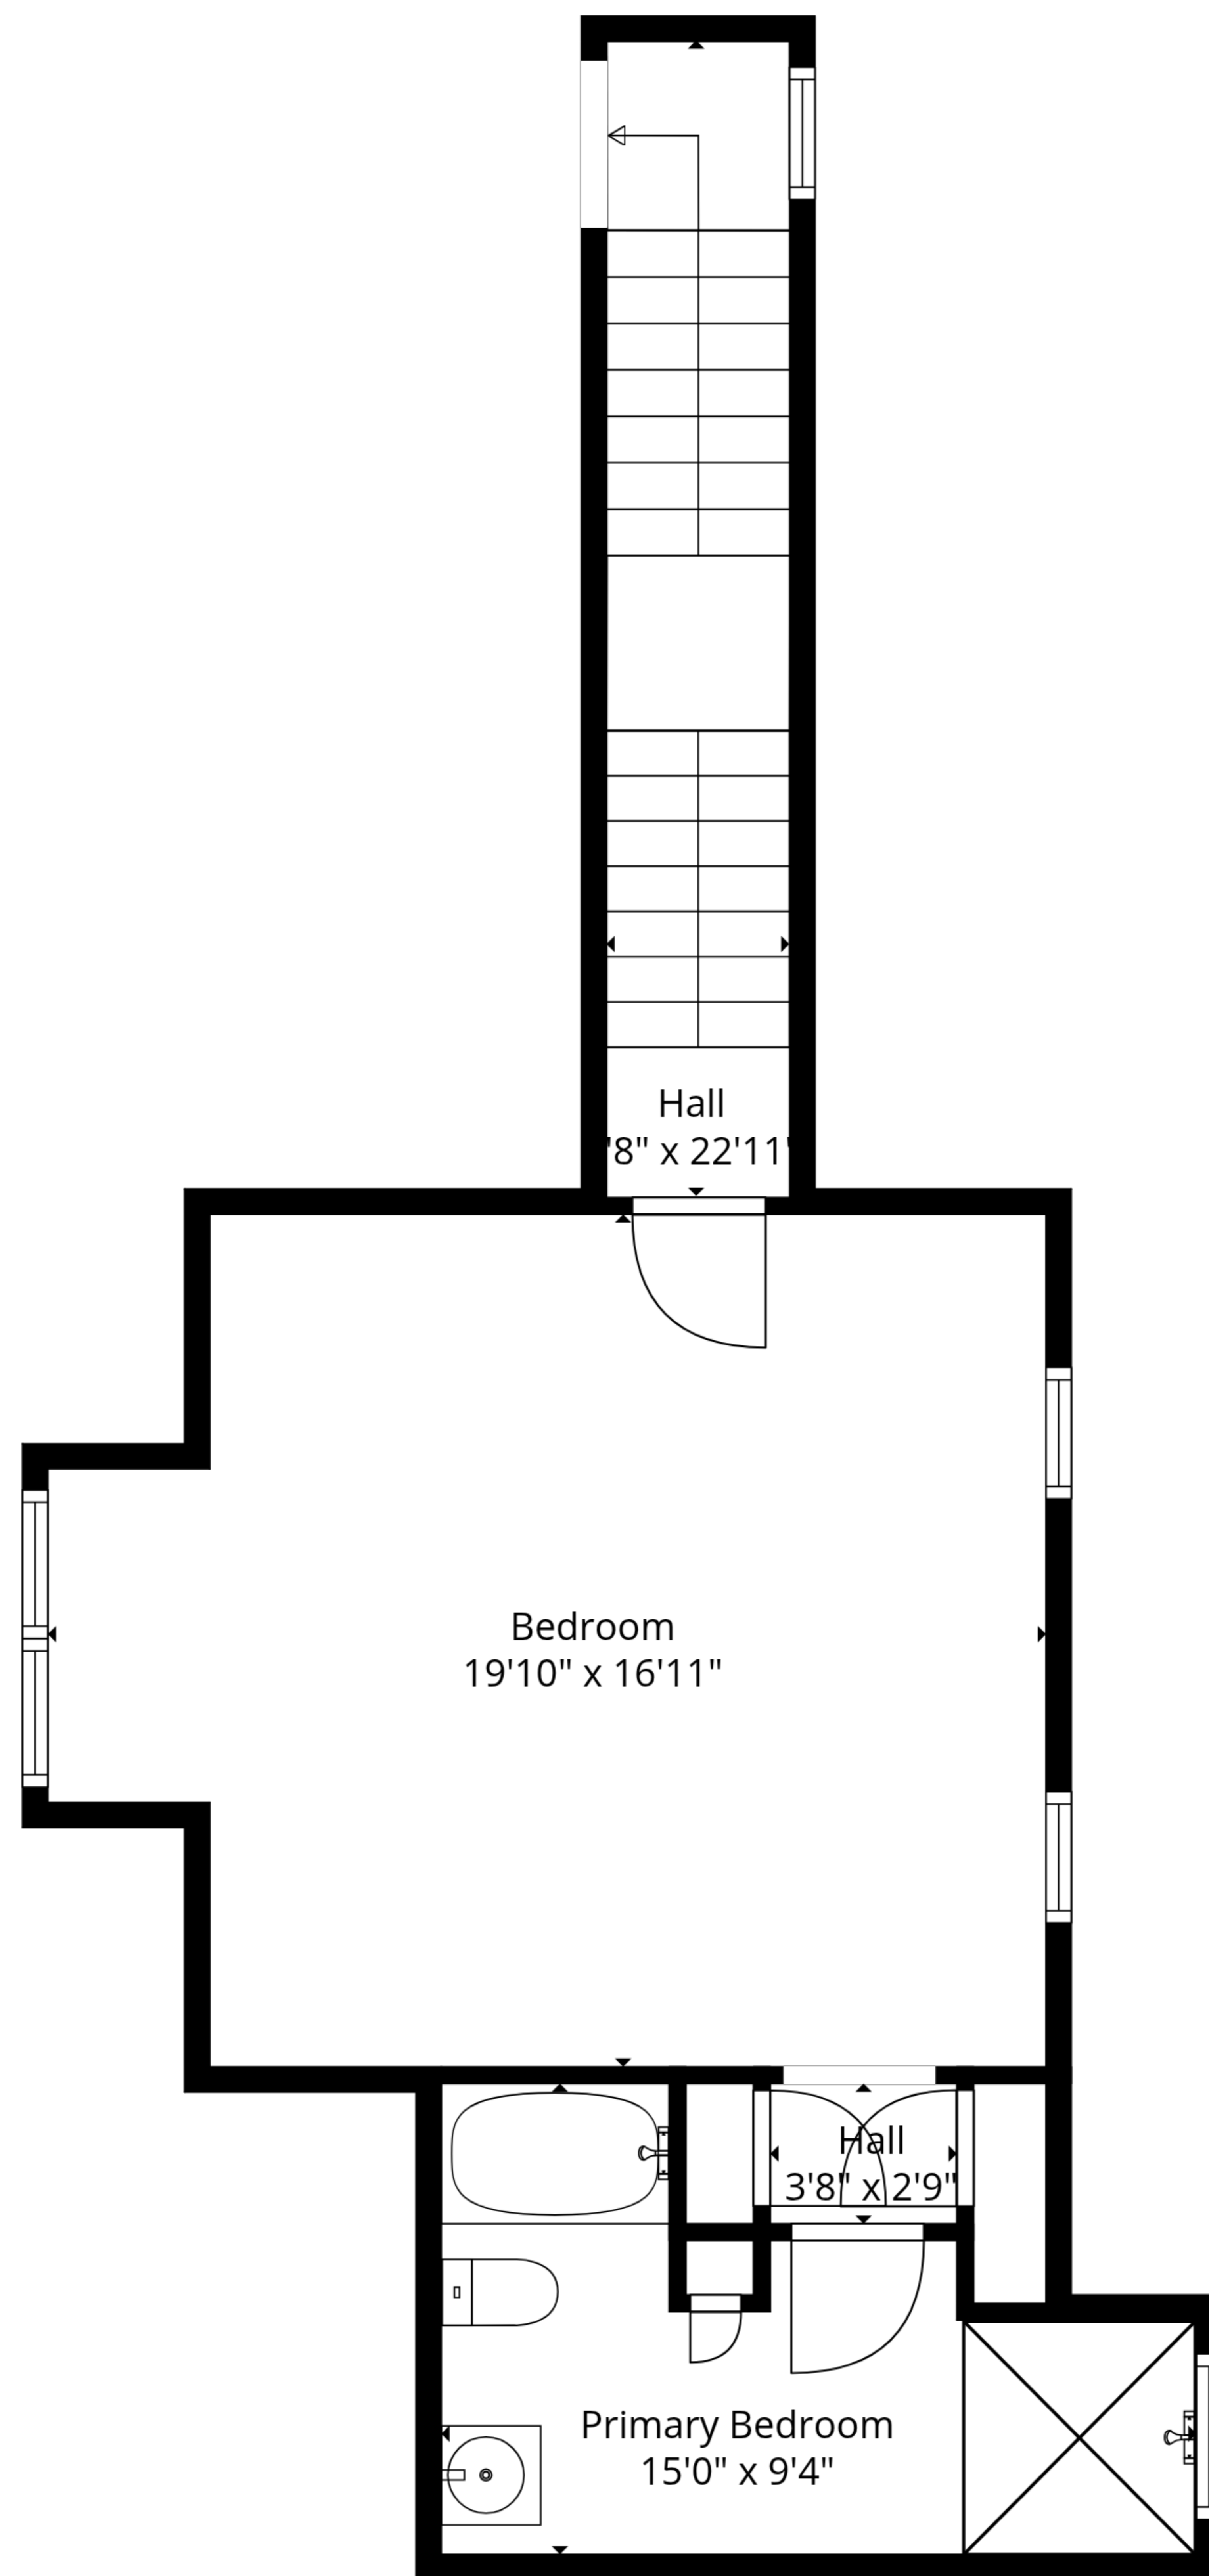 Hall
'8" x 22'11"
Bedroom
19'10" x 16'11"
Hall
3'8" x 2'9"
Primary Bedroom
15'0" x 9'4"